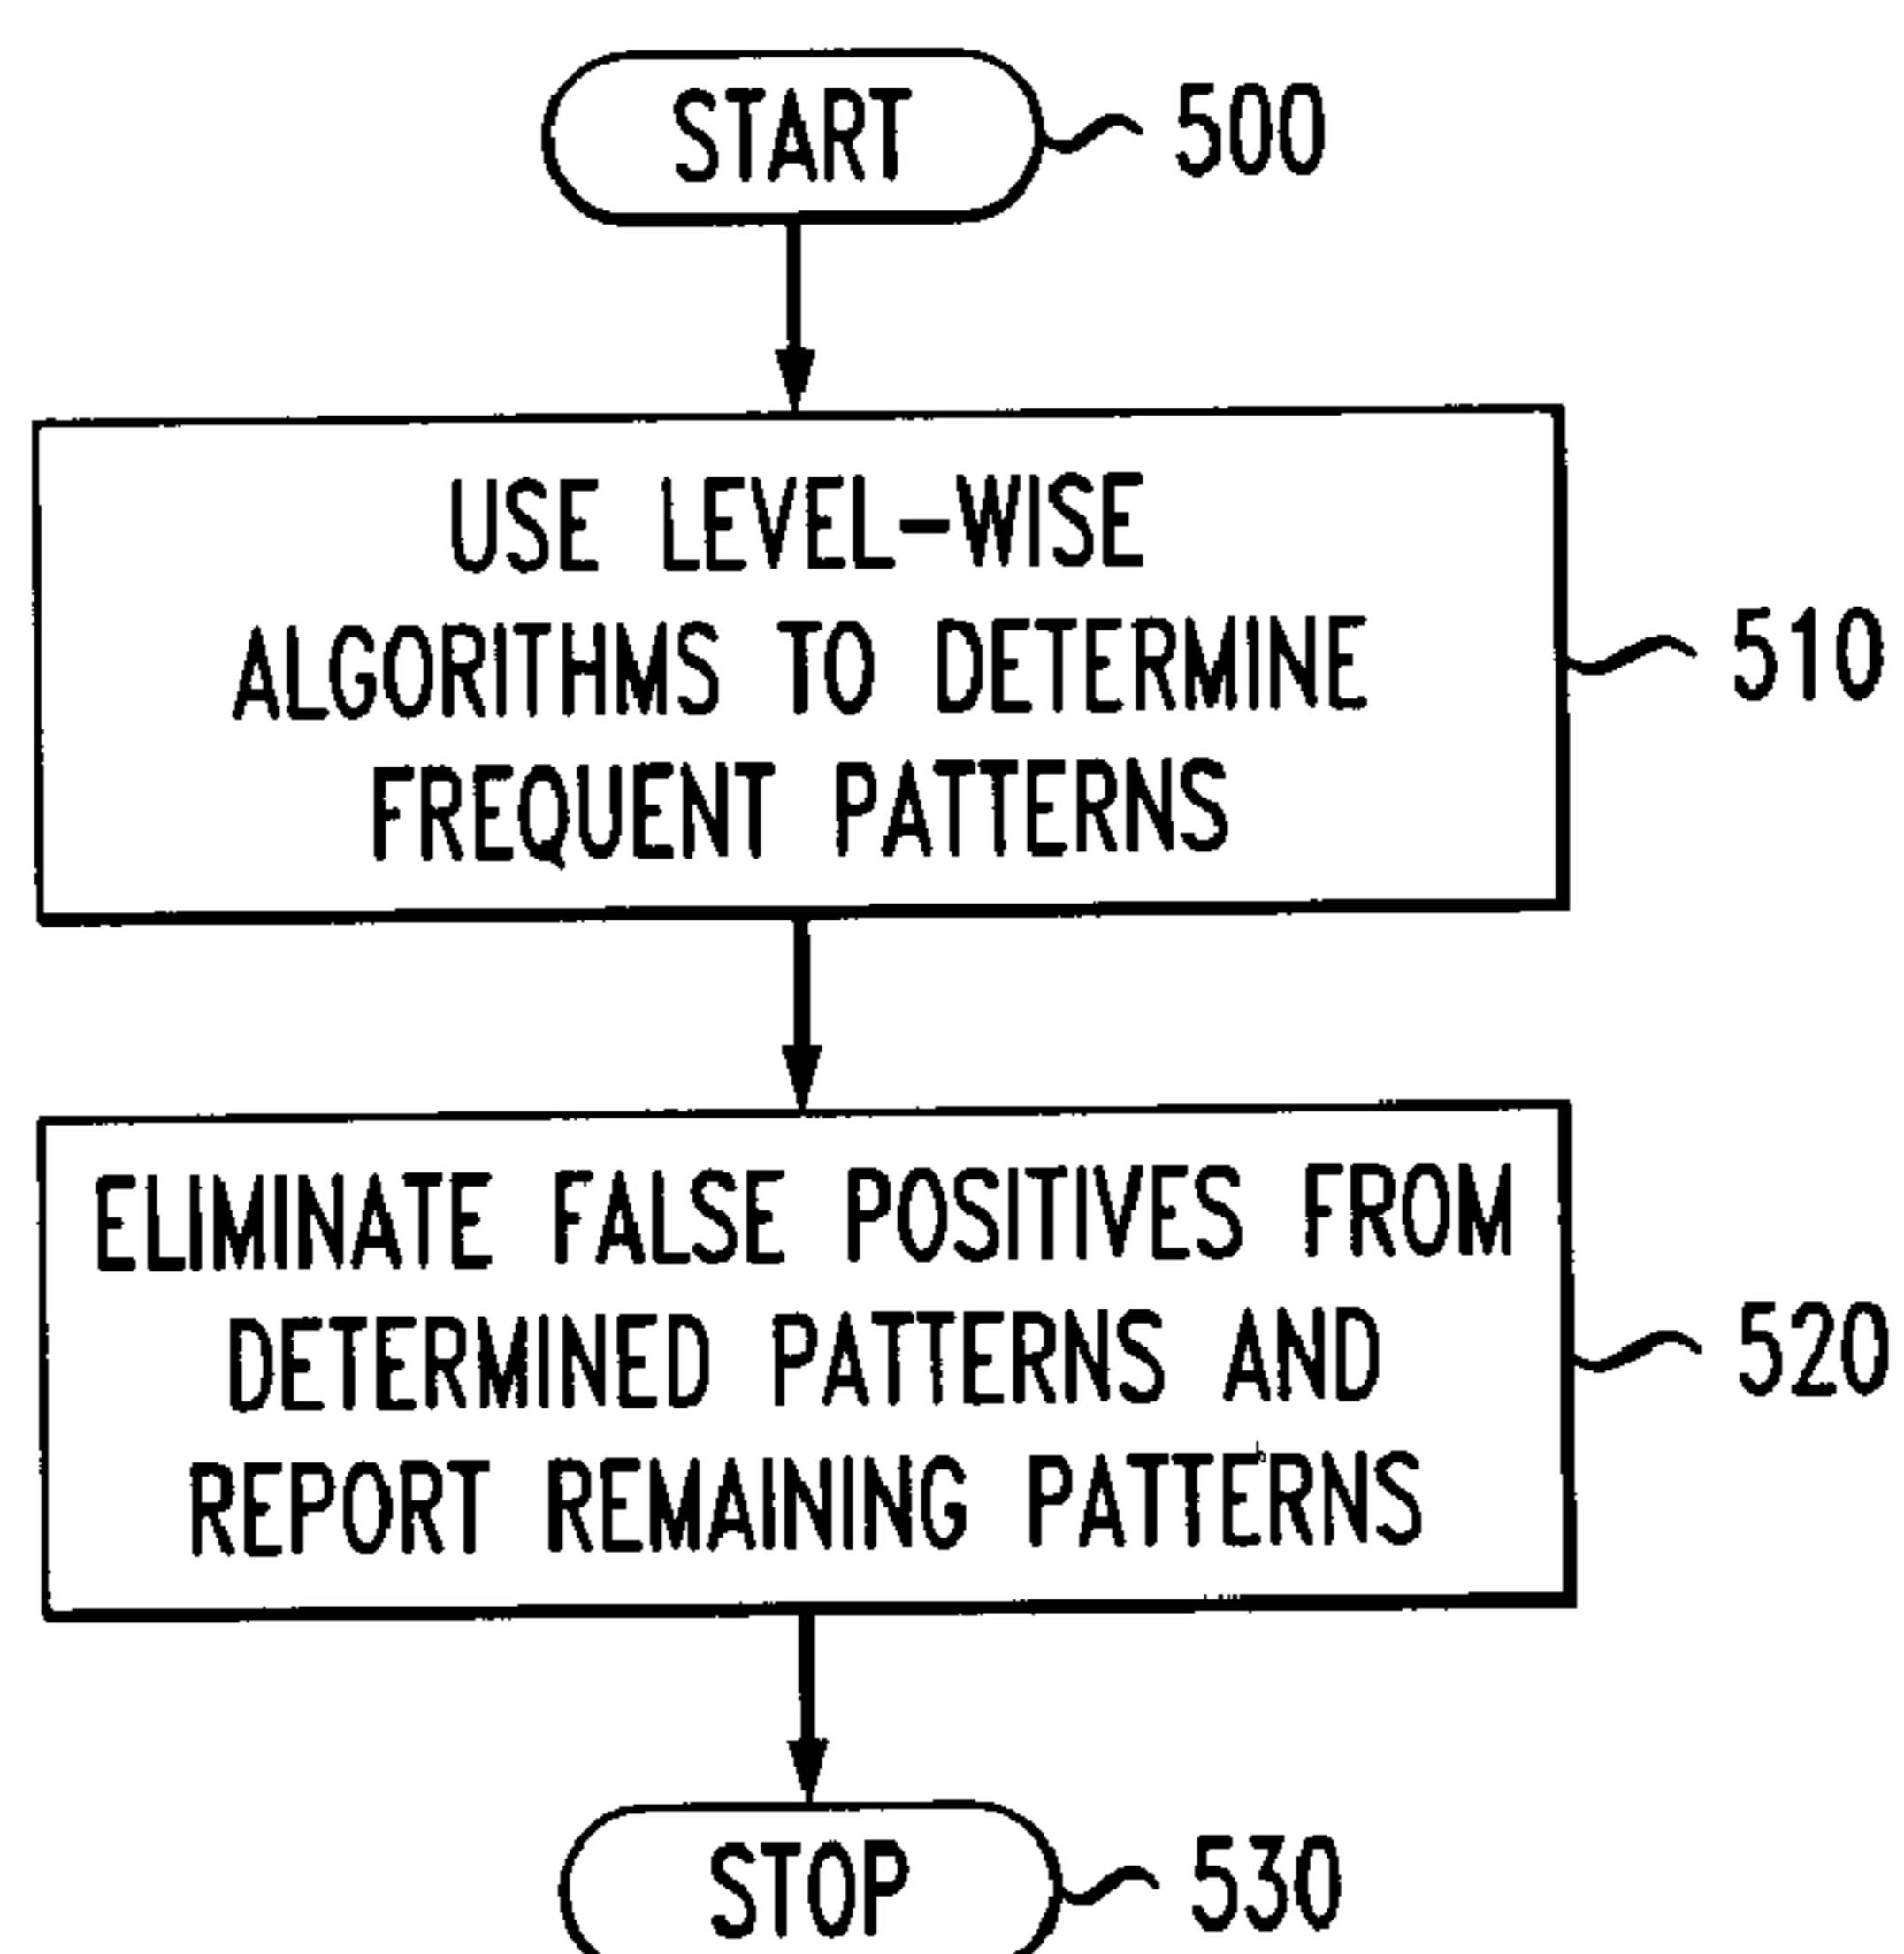 START 500
USE LEVEL-WISE
ALGORITHMS TO DETERMINE 510
FREQUENT PATTERNS
ELIMINATE FALSE POSITIVES FROM
DETERMINED PATTERNS AND 520
REPORT REMAINING PATTERNS
STOP 530